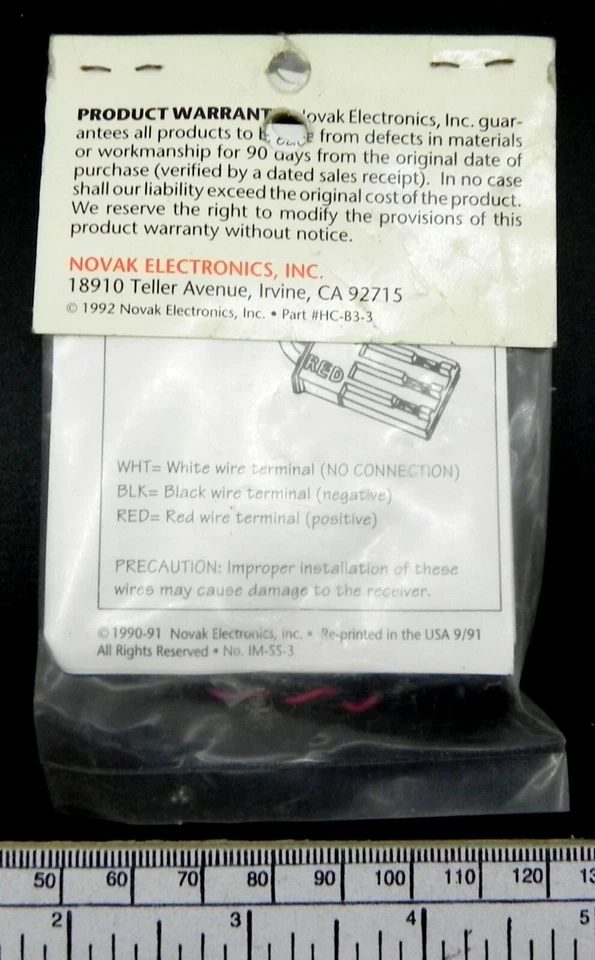 PRODUCT WARRANT ovak Electronics, Inc. guar-
antees all products to b from defects in materials
or workmanship for 90 days from the original date of
purchase (verified by a dated sales receipt). In no case
shall our liability exceed the original cost of the product.
We reserve the right to modify the provisions of this
product warranty without notice.
NOVAK ELECTRONICS, INC.
18910 Teller Avenue, Irvine, CA 92715
© 1992 Novak Electronics, Inc. • Part #HC-B3-3
RED
WHT= White wire terminal (NO CONNECTION)
BLK= Black wire terminal (negative)
RED= Red wire terminal (positive)
PRECAUTION: Improper installation of these
wires may cause damage to the receiver.
© 1990-91 Novak Electronics, Inc. • Re-printed in the USA 9/91
All Rights Reserved • No. IM-SS-3
50 60 70 80 90 100 110 120 13
2 3 4 5